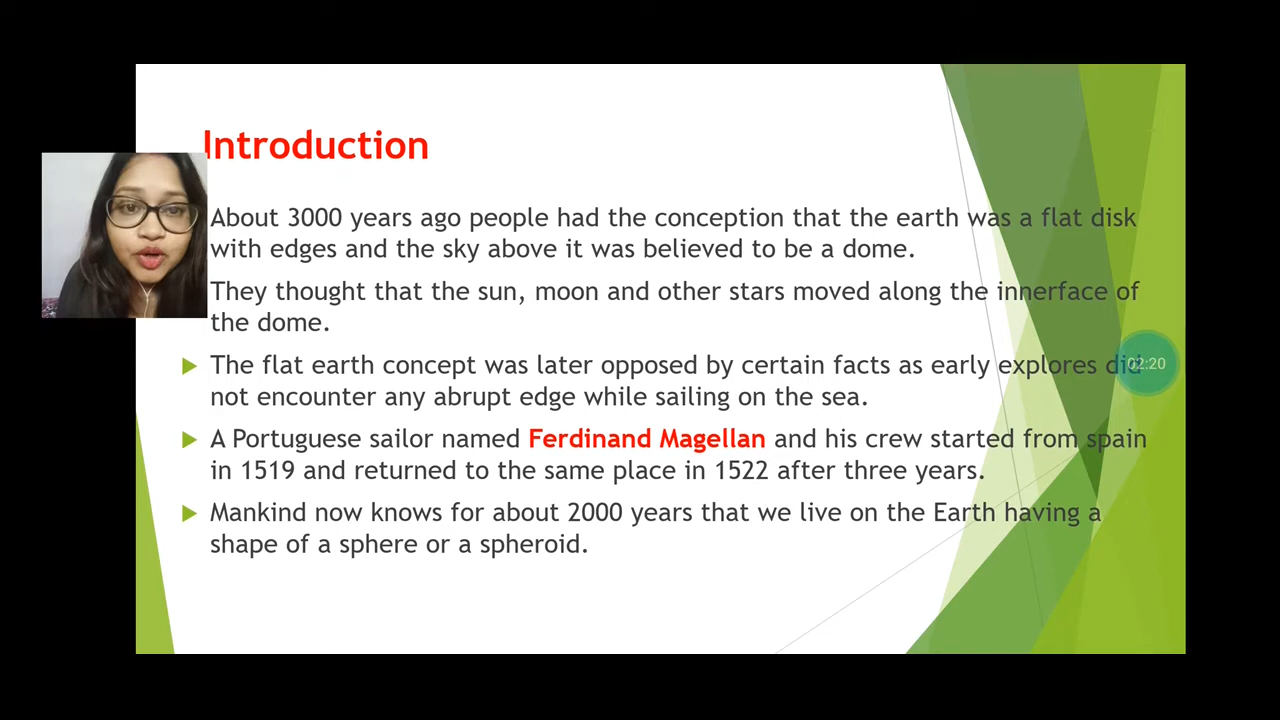 Introduction
About 3000 years ago people had the conception that the earth was a flat disk
with edges and the sky above it was believed to be a dome.
They thought that the sun, moon and other stars moved along the innerface of
the dome.
The flat earth concept was later opposed by certain facts as early explores did
not encounter any abrupt edge while sailing on the sea.
A Portuguese sailor named Ferdinand Magellan and his crew started from spain
in 1519 and returned to the same place in 1522 after three years.
Mankind now knows for about 2000 years that we live on the Earth having a
shape of a sphere or a spheroid.
02:20